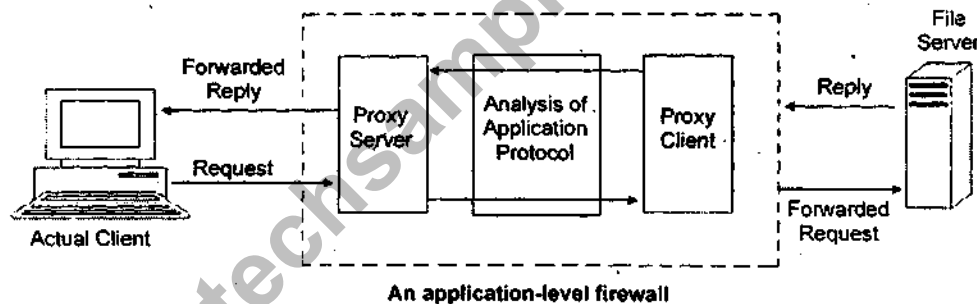 File
Server
Forwarded
Reply
Reply
Proxy
Server
Analysis of
Application
Protocol
Proxy
Client
Request
Actual Client
Forwarded
Request
An application-level firewall
techsampl